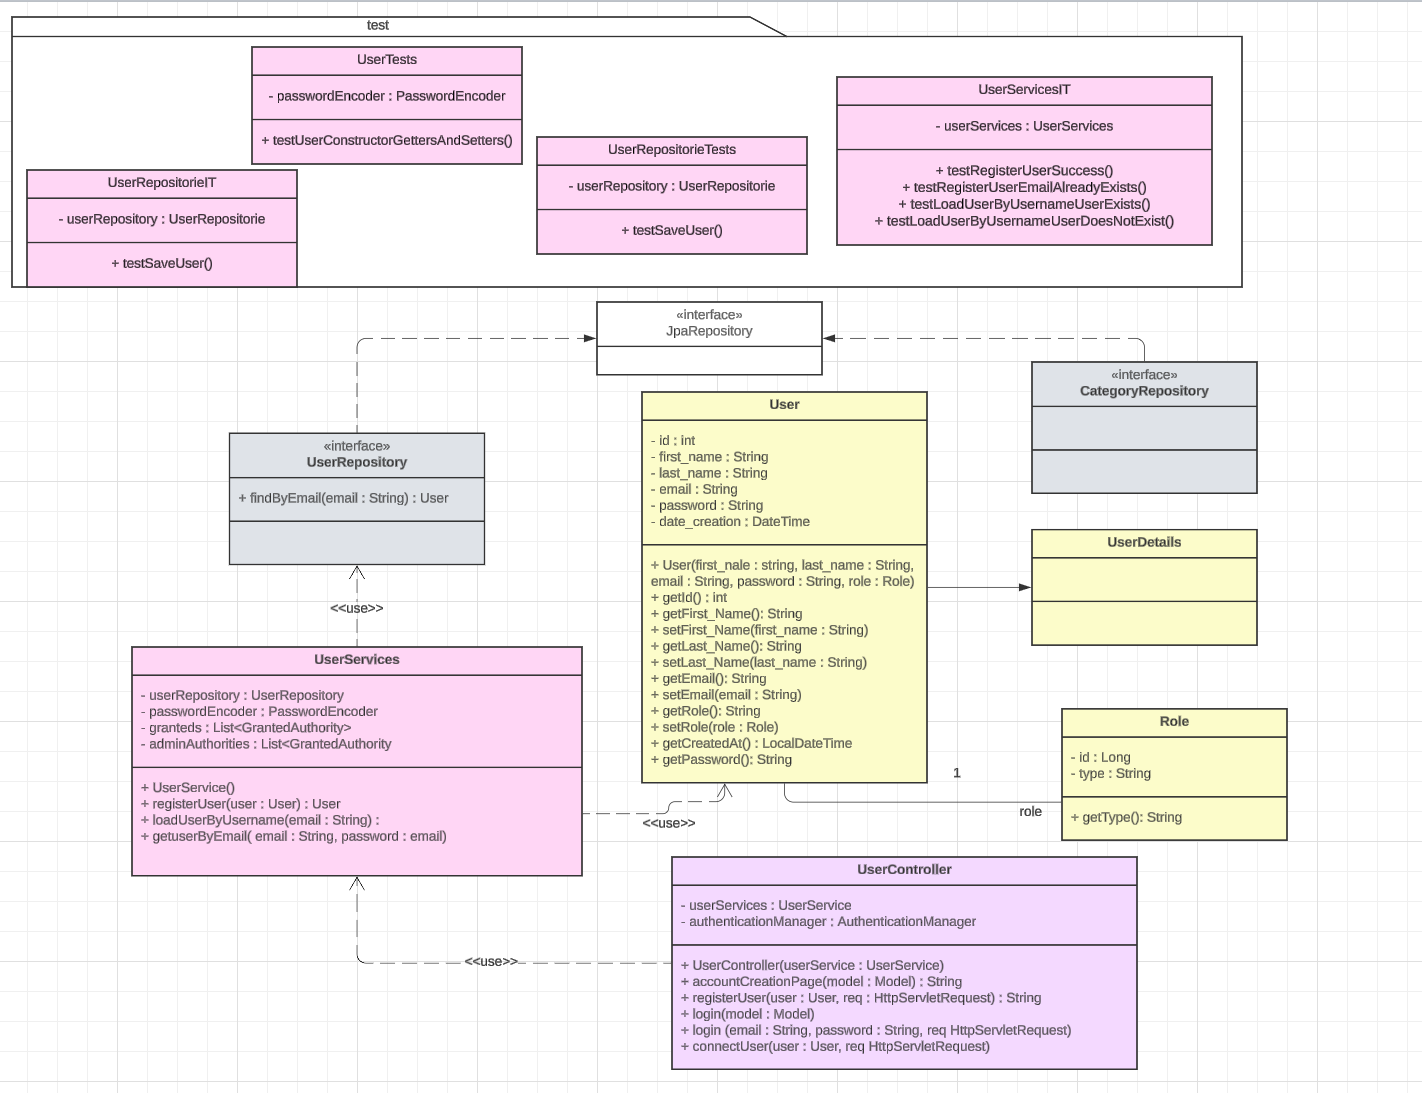 test
UserTests
- passwordEncoder : PasswordEncoder
+ testUserConstructorGettersAndSetters()
UserRepositorieIT
- userRepository : UserRepositorie
+ testSaveUser()
UserRepositorieTests
- userRepository : UserRepositorie
+ testSaveUser()
UserServicesIT
- userServices : UserServices
+ testRegisterUserSuccess()
+ testRegisterUserEmailAlreadyExists()
+ testLoadUserByUsernameUserExists()
+ testLoadUserByUsernameUserDoesNotExist()
«interface»
JpaRepository
«interface»
CategoryRepository
«interface»
UserRepository
+ findByEmail(email : String) : User
User
- id : int
- first_name : String
- last_name : String
- email : String
- password : String
- date_creation : DateTime
+ User(first_nale : string, last_name : String,
email : String, password : String, role : Role)
+ getId() : int
+ getFirst_Name(): String
+ setFirst_Name(first_name : String)
+ getLast_Name(): String
+ setLast_Name(last_name : String)
+ getEmail(): String
+ setEmail(email : String)
+ getRole(): String
+ setRole(role : Role)
+ getCreatedAt() : LocalDateTime
+ getPassword(): String
UserDetails
<<use>>
UserServices
- userRepository : UserRepository
- passwordEncoder : PasswordEncoder
- granteds : List<GrantedAuthority>
- adminAuthorities : List<GrantedAuthority
+ UserService()
+ registerUser(user : User) : User
+ loadUserByUsername(email : String) :
+ getuserByEmail( email : String, password : email)
<<use>>
1
role
Role
- id : Long
- type : String
+ getType(): String
<<use>>
UserController
- userServices : UserService
- authenticationManager : AuthenticationManager
+ UserController(userService : UserService)
+ accountCreationPage(model : Model) : String
+ registerUser(user : User, req : HttpServletRequest) : String
+ login(model : Model)
+ login (email : String, password : String, req HttpServletRequest)
+ connectUser(user : User, req HttpServletRequest)